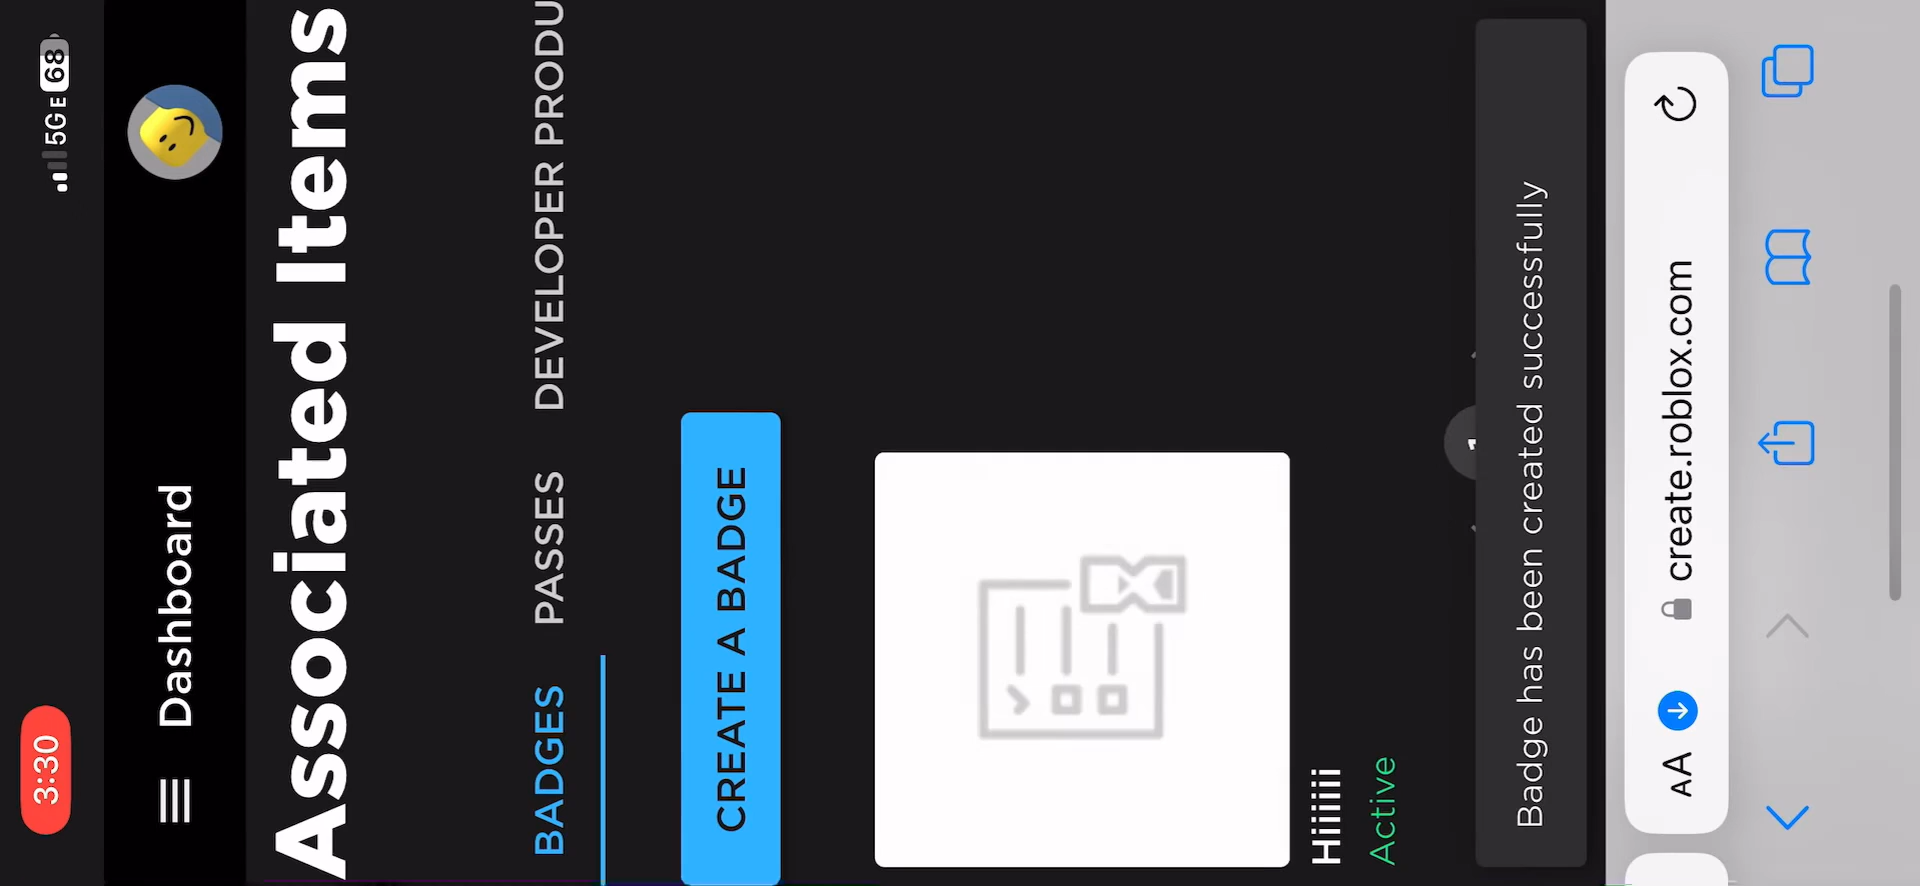 3:30
5G E 68
Dashboard
Associated Items
BADGES PASSES DEVELOPER PRODU
CREATE A BADGE
Hiiiiiii
Active
Badge has been created successfully
AA create.roblox.com